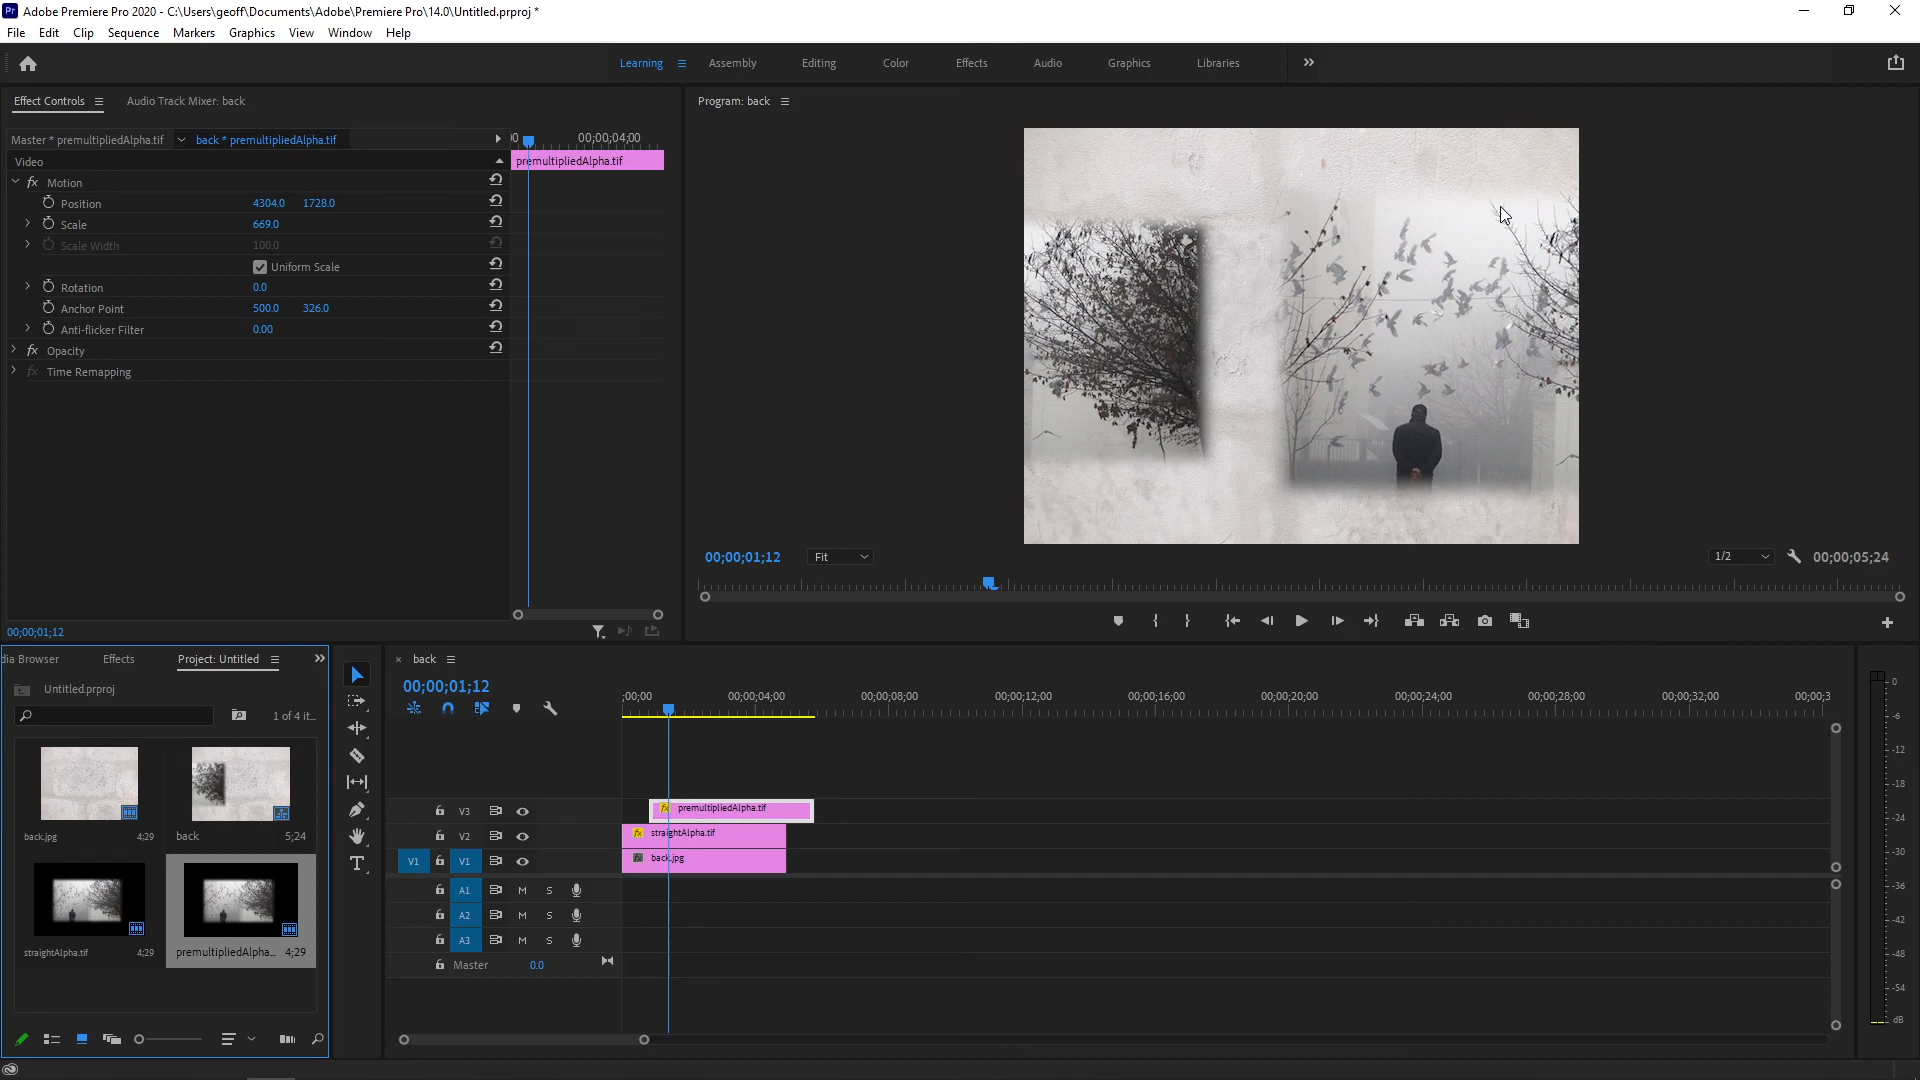 Adobe Premiere Pro 2020 - C:\Users\geoff\Documents\Adobe\Premiere Pro\14.0\Untitled.prproj *
File Edit Clip Sequence Markers Graphics View Window Help
Learning Assembly Editing Color Effects Audio Graphics Libraries
Effect Controls Audio Track Mixer: back
Program: back
Master * premultipliedAlpha.tif back * premultipliedAlpha.tif
00;00;04;00
Video
premultipliedAlpha.tif
fx Motion
Position 4304.0 1728.0
Scale 669.0
Scale Width 100.0
Uniform Scale
Rotation 0.0
Anchor Point 500.0 326.0
Anti-flicker Filter 0.00
fx Opacity
fx Time Remapping
00;00;01;12 Fit 1/2 00;00;05;24
00;00;01;12
dia Browser Effects Project: Untitled
Untitled.prproj
1 of 4 it...
back.jpg 4;29
back 5;24
straightAlpha.tif 4;29
premultipliedAlpha... 4;29
back
00;00;01;12
;00;00 00;00;04;00 00;00;08;00 00;00;12;00 00;00;16;00 00;00;20;00 00;00;24;00 00;00;28;00 00;00;32;00 00;00;3
V3 fx premultipliedAlpha.tif
V2 fx straightAlpha.tif
V1 V1 fx back.jpg
A1 M S
A2 M S
A3 M S
Master 0.0
0
-6
-12
-18
-24
-30
-36
-42
-48
-54
dB